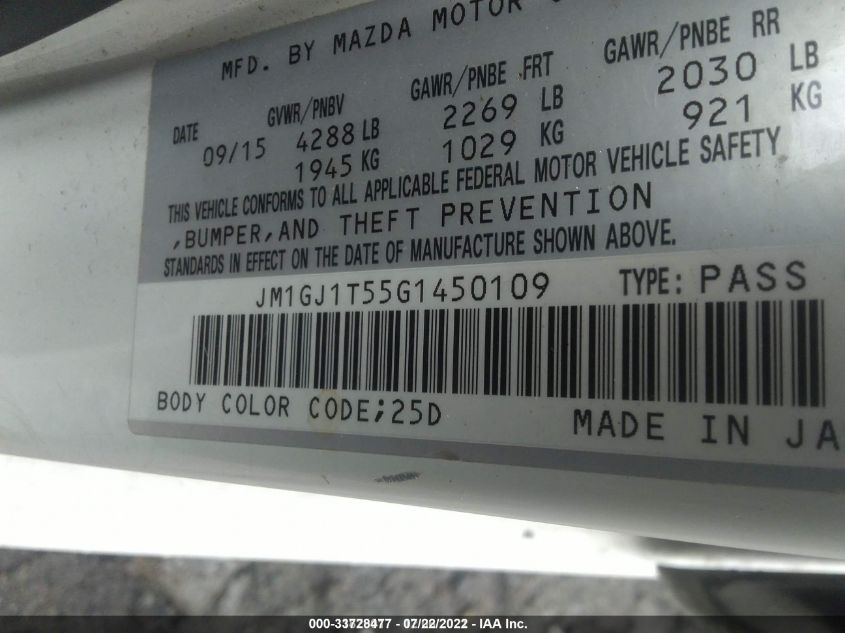 MFD. BY MAZDA MOTOR
DATE GVWR/PNBV GAWR/PNBE FRT GAWR/PNBE RR
09/15 4288 LB 2269 LB 2030 LB
1945 KG 1029 KG 921 KG
THIS VEHICLE CONFORMS TO ALL APPLICABLE FEDERAL MOTOR VEHICLE SAFETY
,BUMPER,AND THEFT PREVENTION
STANDARDS IN EFFECT ON THE DATE OF MANUFACTURE SHOWN ABOVE.
JM1GJ1T55G1450109 TYPE: PASS
BODY COLOR CODE;25D
MADE IN JA
000-33728477 - 07/22/2022 - IAA Inc.